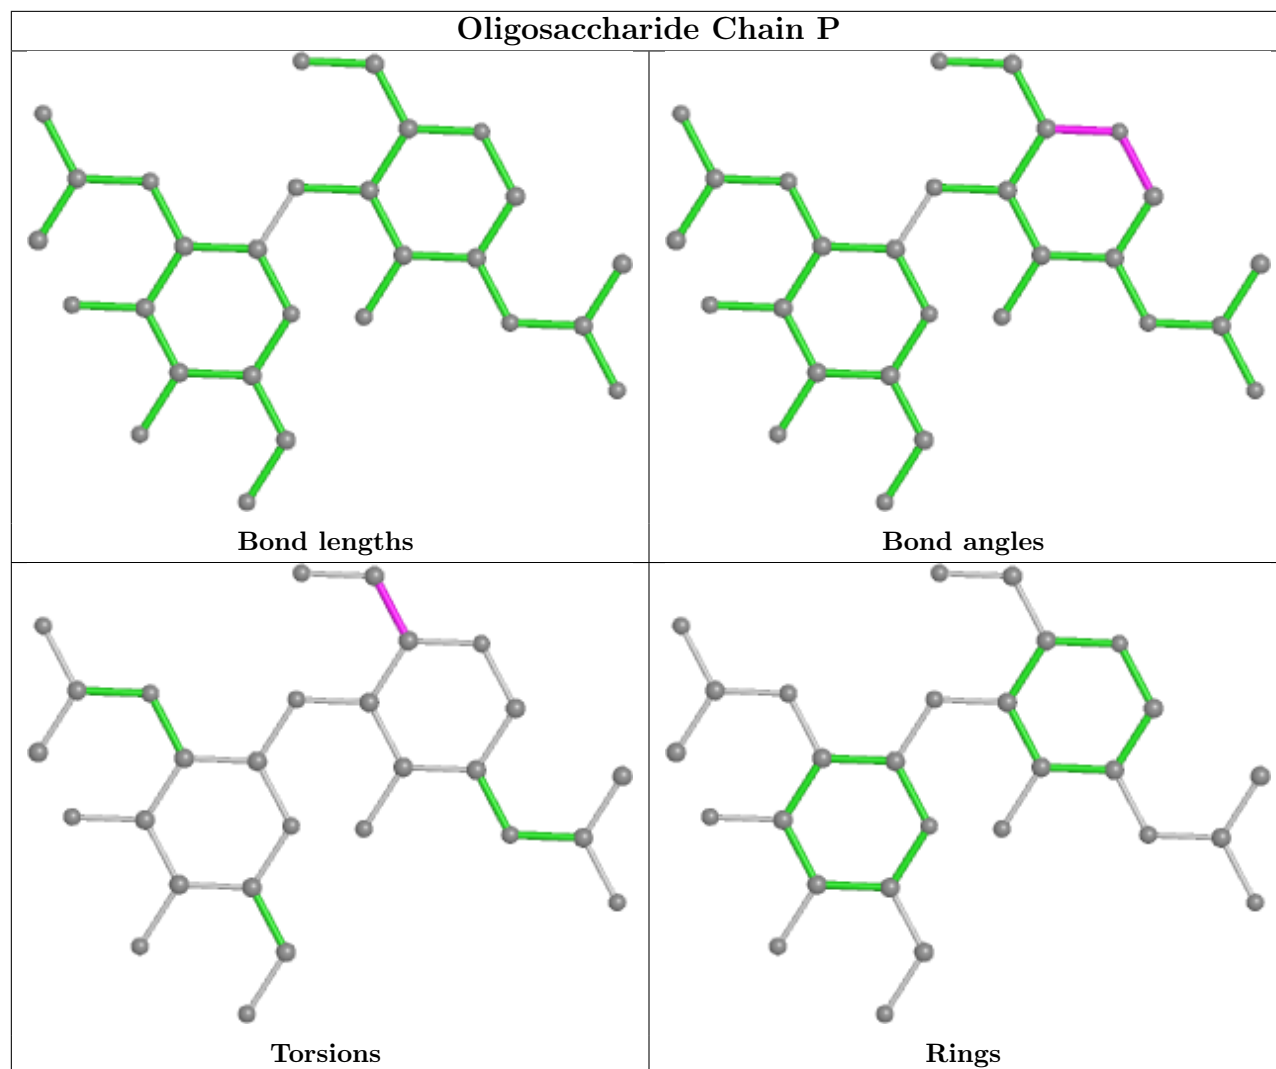 Oligosaccharide Chain P
Bond lengths
Bond angles
Torsions
Rings